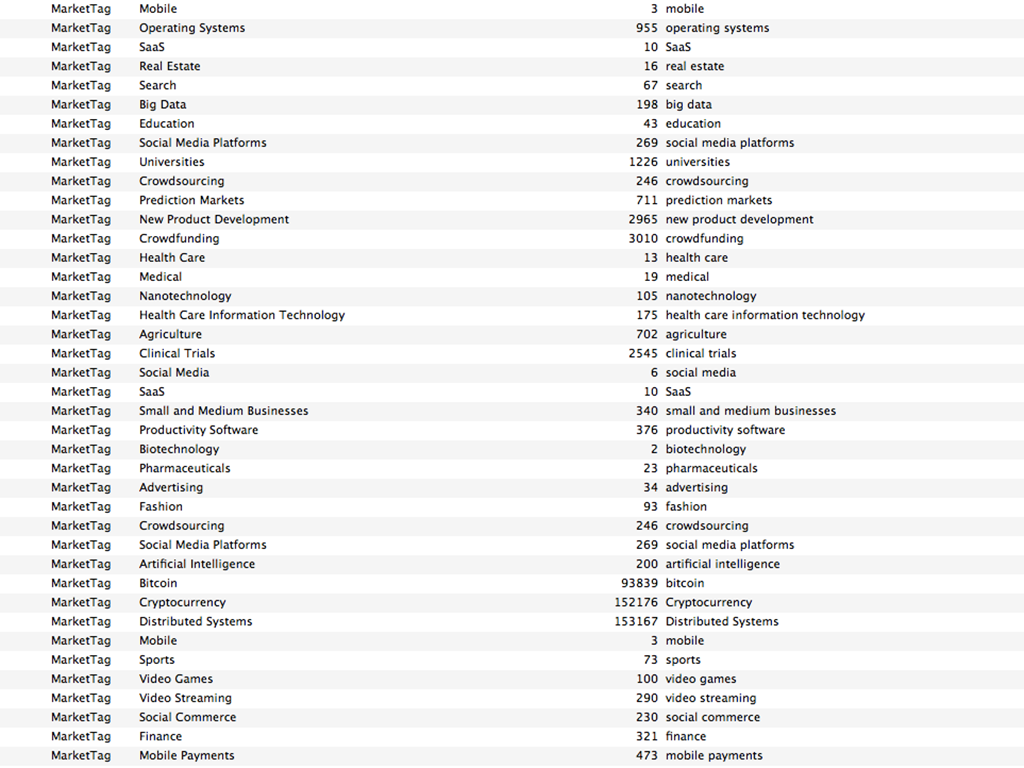 MarketTag Mobile 3 mobile
MarketTag Operating Systems 955 operating systems
MarketTag SaaS 10 SaaS
MarketTag Real Estate 16 real estate
MarketTag Search 67 search
MarketTag Big Data 198 big data
MarketTag Education 43 education
MarketTag Social Media Platforms 269 social media platforms
MarketTag Universities 1226 universities
MarketTag Crowdsourcing 246 crowdsourcing
MarketTag Prediction Markets 711 prediction markets
MarketTag New Product Development 2965 new product development
MarketTag Crowdfunding 3010 crowdfunding
MarketTag Health Care 13 health care
MarketTag Medical 19 medical
MarketTag Nanotechnology 105 nanotechnology
MarketTag Health Care Information Technology 175 health care information technology
MarketTag Agriculture 702 agriculture
MarketTag Clinical Trials 2545 clinical trials
MarketTag Social Media 6 social media
MarketTag SaaS 10 SaaS
MarketTag Small and Medium Businesses 340 small and medium businesses
MarketTag Productivity Software 376 productivity software
MarketTag Biotechnology 2 biotechnology
MarketTag Pharmaceuticals 23 pharmaceuticals
MarketTag Advertising 34 advertising
MarketTag Fashion 93 fashion
MarketTag Crowdsourcing 246 crowdsourcing
MarketTag Social Media Platforms 269 social media platforms
MarketTag Artificial Intelligence 200 artificial intelligence
MarketTag Bitcoin 93839 bitcoin
MarketTag Cryptocurrency 152176 Cryptocurrency
MarketTag Distributed Systems 153167 Distributed Systems
MarketTag Mobile 3 mobile
MarketTag Sports 73 sports
MarketTag Video Games 100 video games
MarketTag Video Streaming 290 video streaming
MarketTag Social Commerce 230 social commerce
MarketTag Finance 321 finance
MarketTag Mobile Payments 473 mobile payments